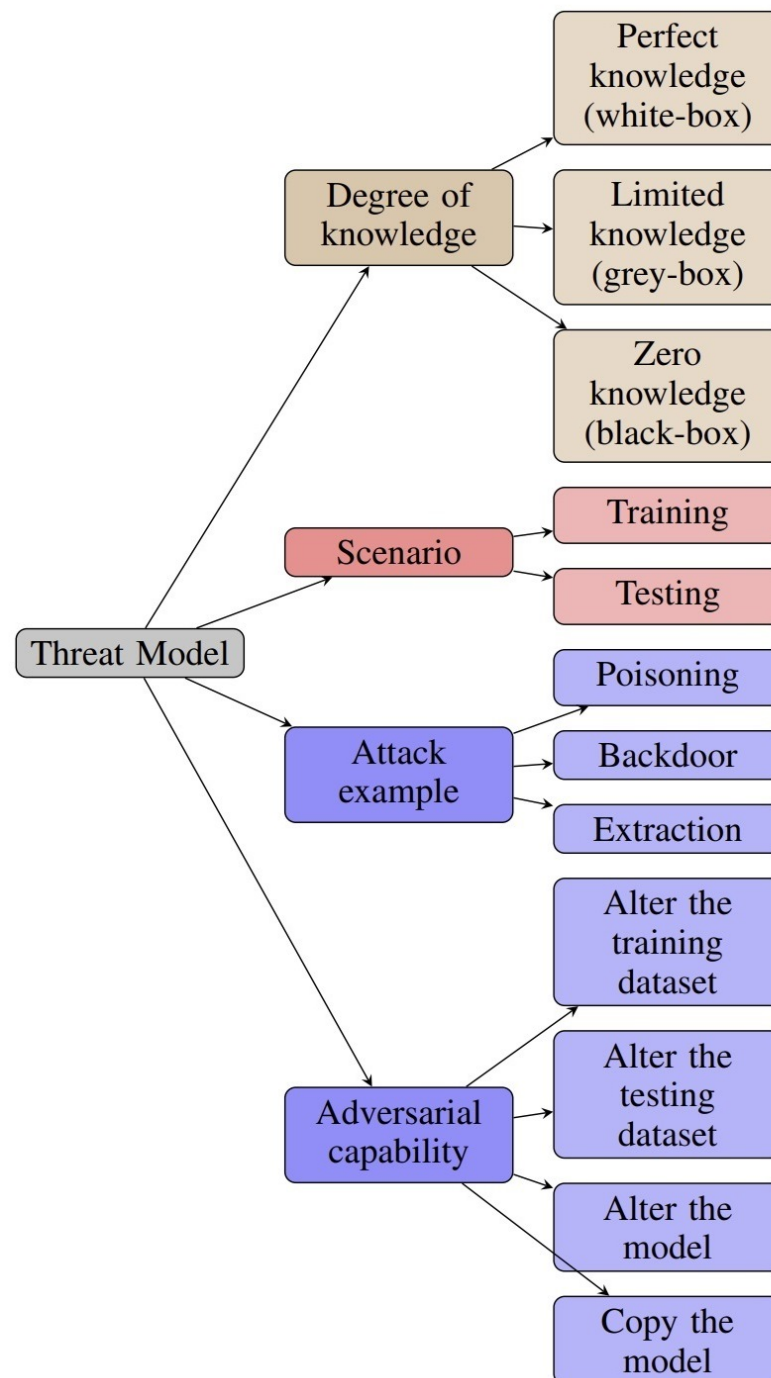 Perfect
knowledge
(white-box)
Degree of
knowledge
Limited
knowledge
(grey-box)
Zero
knowledge
(black-box)
Training
Scenario
Testing
Threat Model
Poisoning
Attack
example
Backdoor
Extraction
Alter the
training
dataset
Alter the
testing
dataset
Adversarial
capability
Alter the
model
Copy the
model